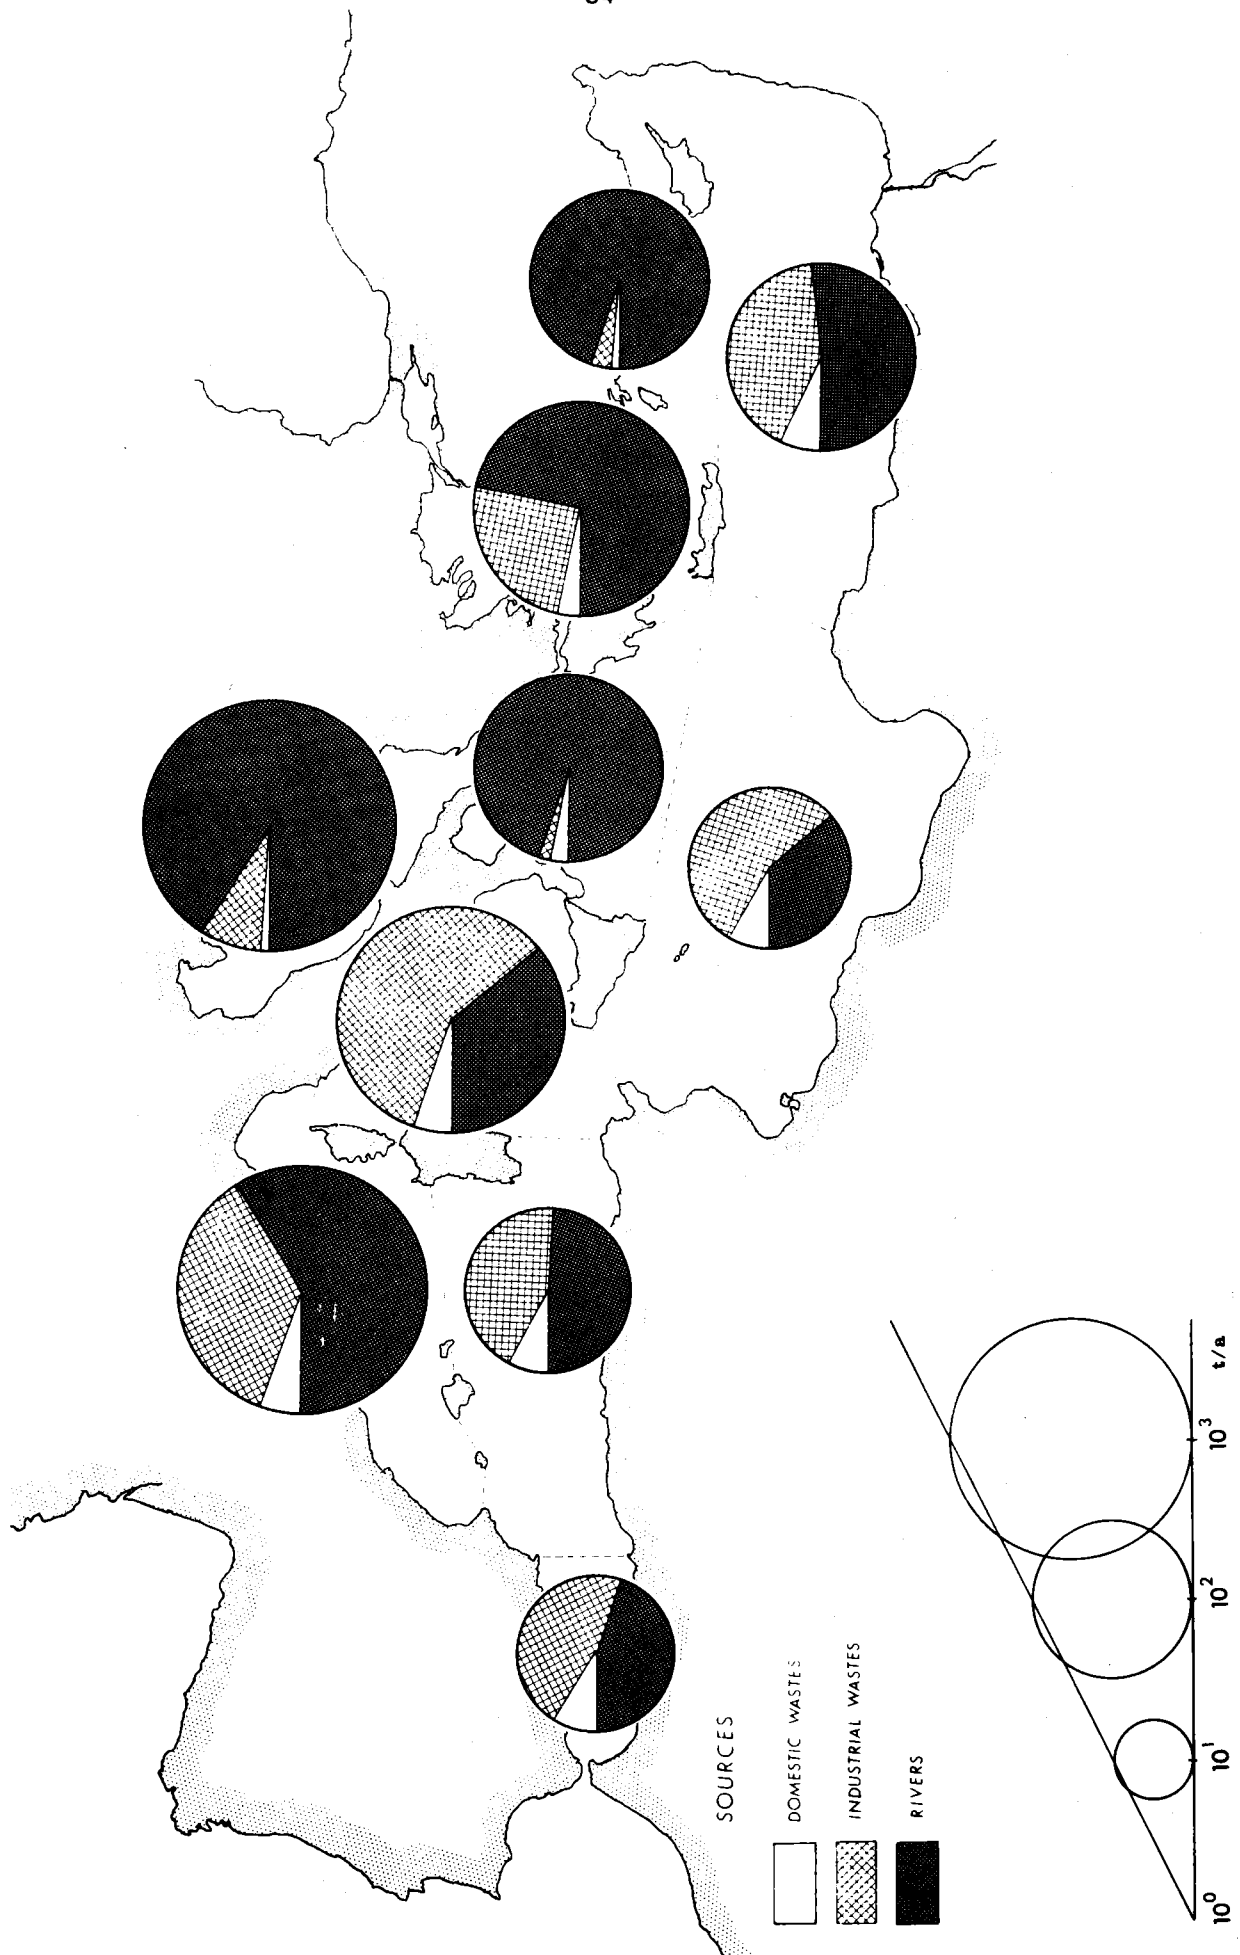 SOURCES
DOMESTIC WASTES
INDUSTRIAL WASTES
RIVERS
10⁰ 10¹ 10² 10³ t/a